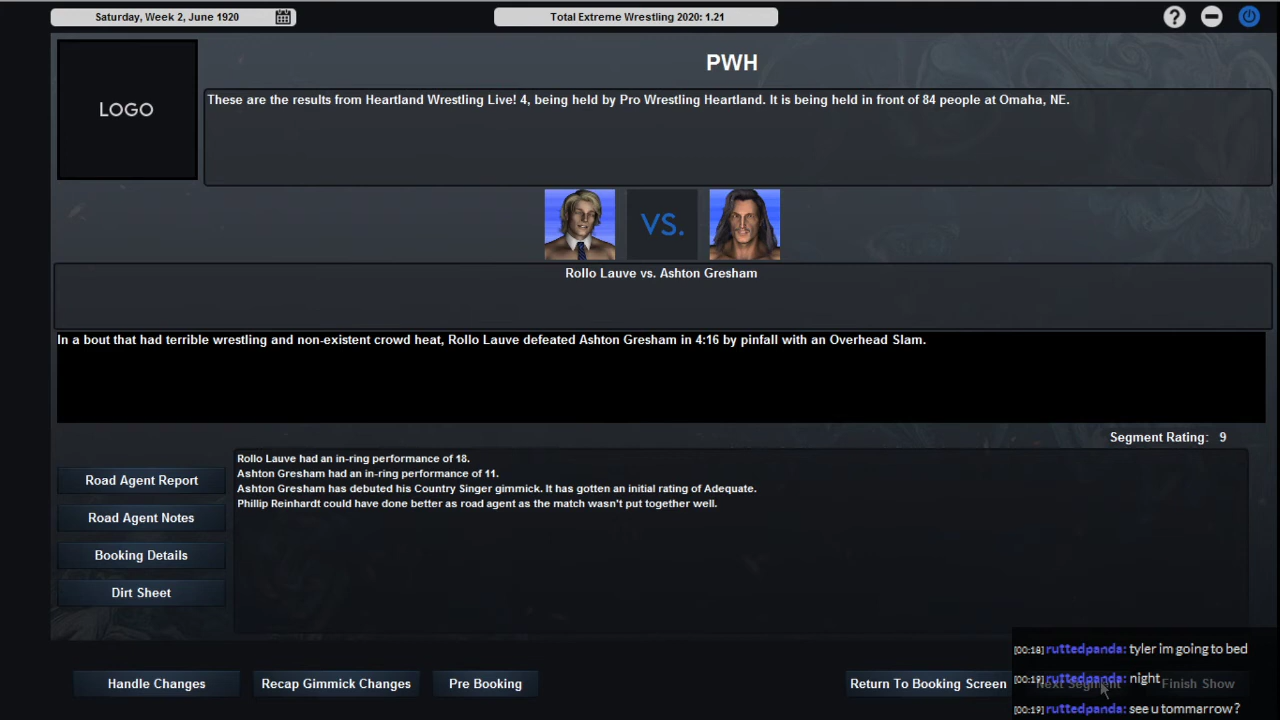 Saturday, Week 2, June 1920
Total Extreme Wrestling 2020: 1.21
?
LOGO
PWH
These are the results from Heartland Wrestling Live! 4, being held by Pro Wrestling Heartland. It is being held in front of 84 people at Omaha, NE.
VS.
Rollo Lauve vs. Ashton Gresham
In a bout that had terrible wrestling and non-existent crowd heat, Rollo Lauve defeated Ashton Gresham in 4:16 by pinfall with an Overhead Slam.
Segment Rating: 9
Road Agent Report
Road Agent Notes
Booking Details
Dirt Sheet
Rollo Lauve had an in-ring performance of 18.
Ashton Gresham had an in-ring performance of 11.
Ashton Gresham has debuted his Country Singer gimmick. It has gotten an initial rating of Adequate.
Phillip Reinhardt could have done better as road agent as the match wasn't put together well.
Handle Changes
Recap Gimmick Changes
Pre Booking
Return To Booking Screen
Next Segment
Finish Show
[00:18] ruttedpanda: tyler im going to bed
[00:19] ruttedpanda: night
[00:19] ruttedpanda: see u tommarrow?